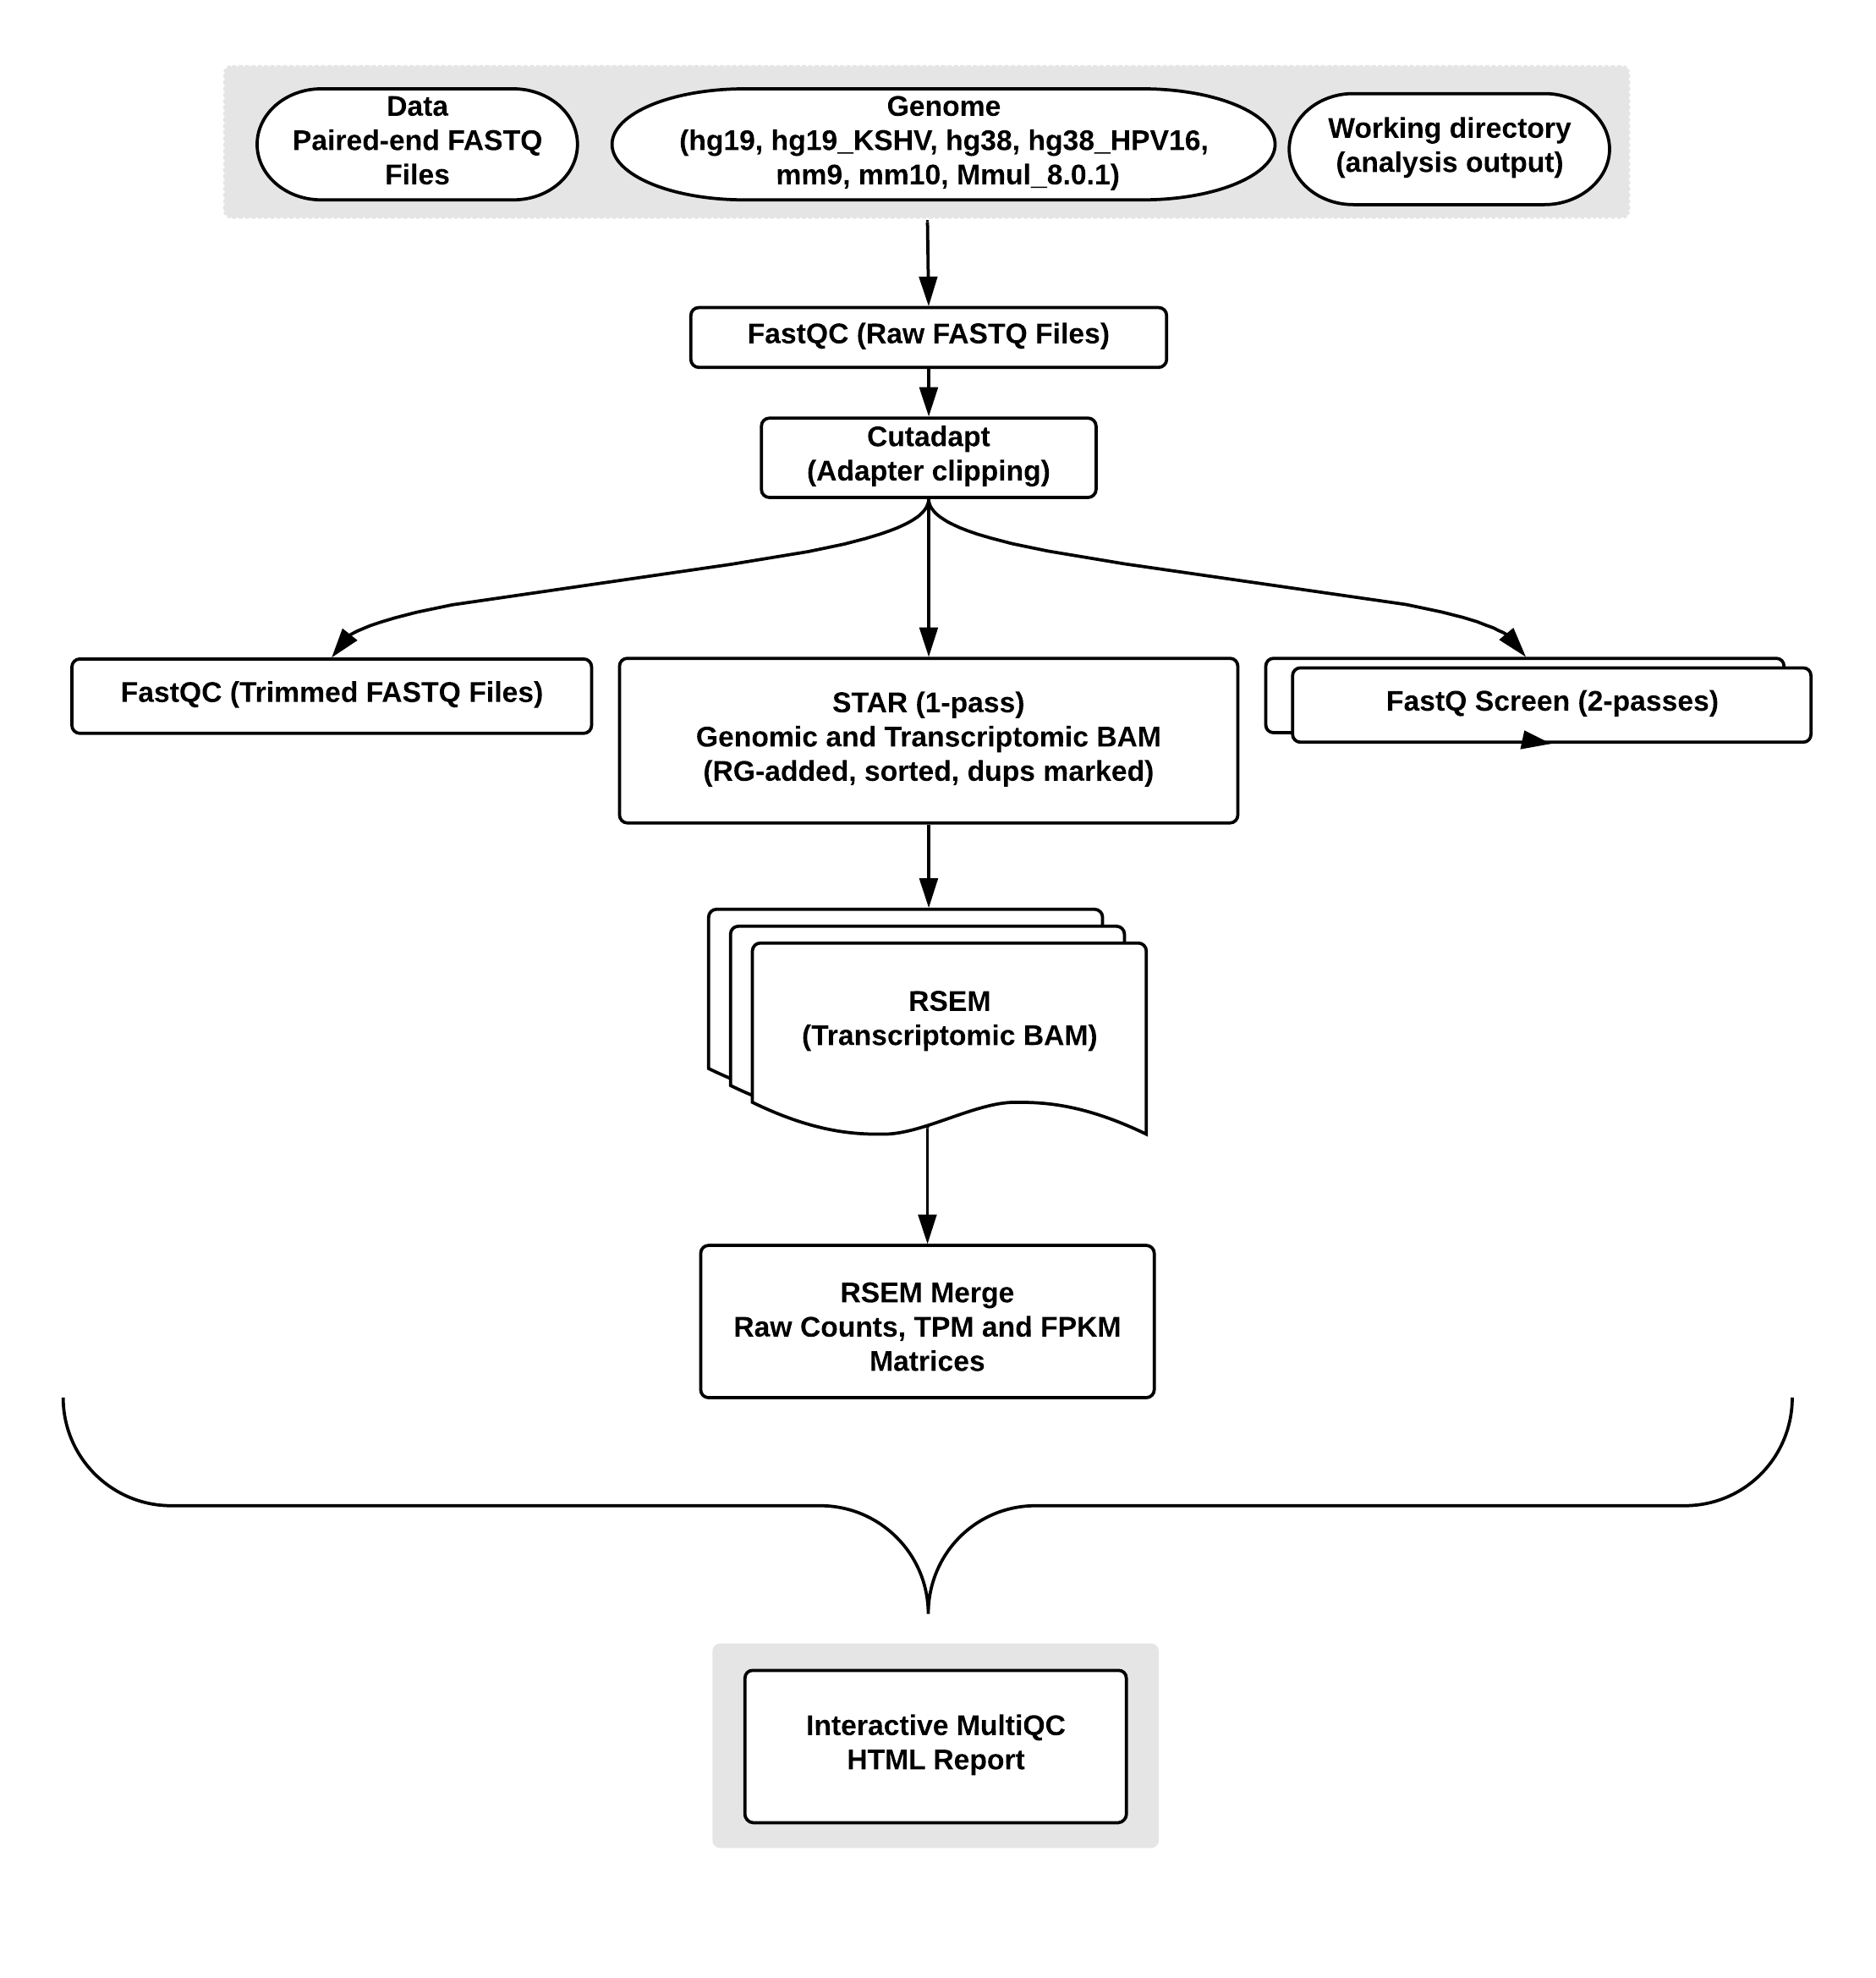 Data
Paired-end FASTQ
Files
Genome
(hg19, hg19_KSHV, hg38, hg38_HPV16,
mm9, mm10, Mmul_8.0.1)
Working directory
(analysis output)
FastQC (Raw FASTQ Files)
Cutadapt
(Adapter clipping)
FastQC (Trimmed FASTQ Files)
STAR (1-pass)
Genomic and Transcriptomic BAM
(RG-added, sorted, dups marked)
FastQ Screen (2-passes)
RSEM
(Transcriptomic BAM)
RSEM Merge
Raw Counts, TPM and FPKM
Matrices
Interactive MultiQC
HTML Report